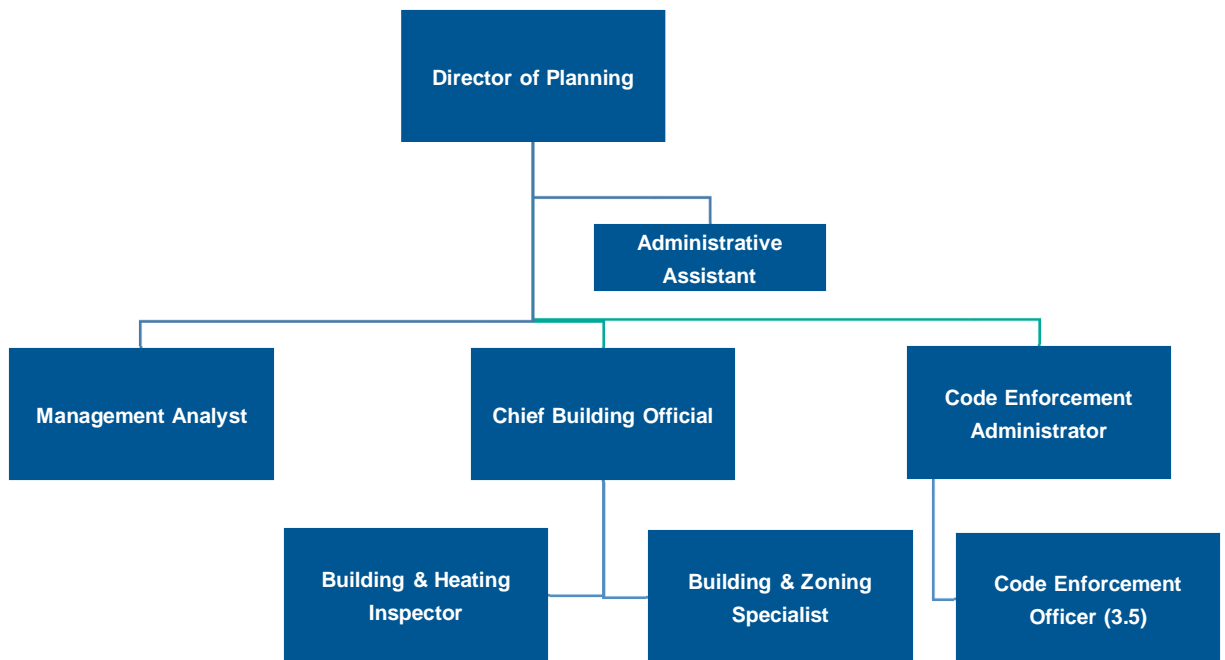 Director of Planning
Administrative
Assistant
Management Analyst
Chief Building Official
Code Enforcement
Administrator
Building & Heating
Inspector
Building & Zoning
Specialist
Code Enforcement
Officer (3.5)